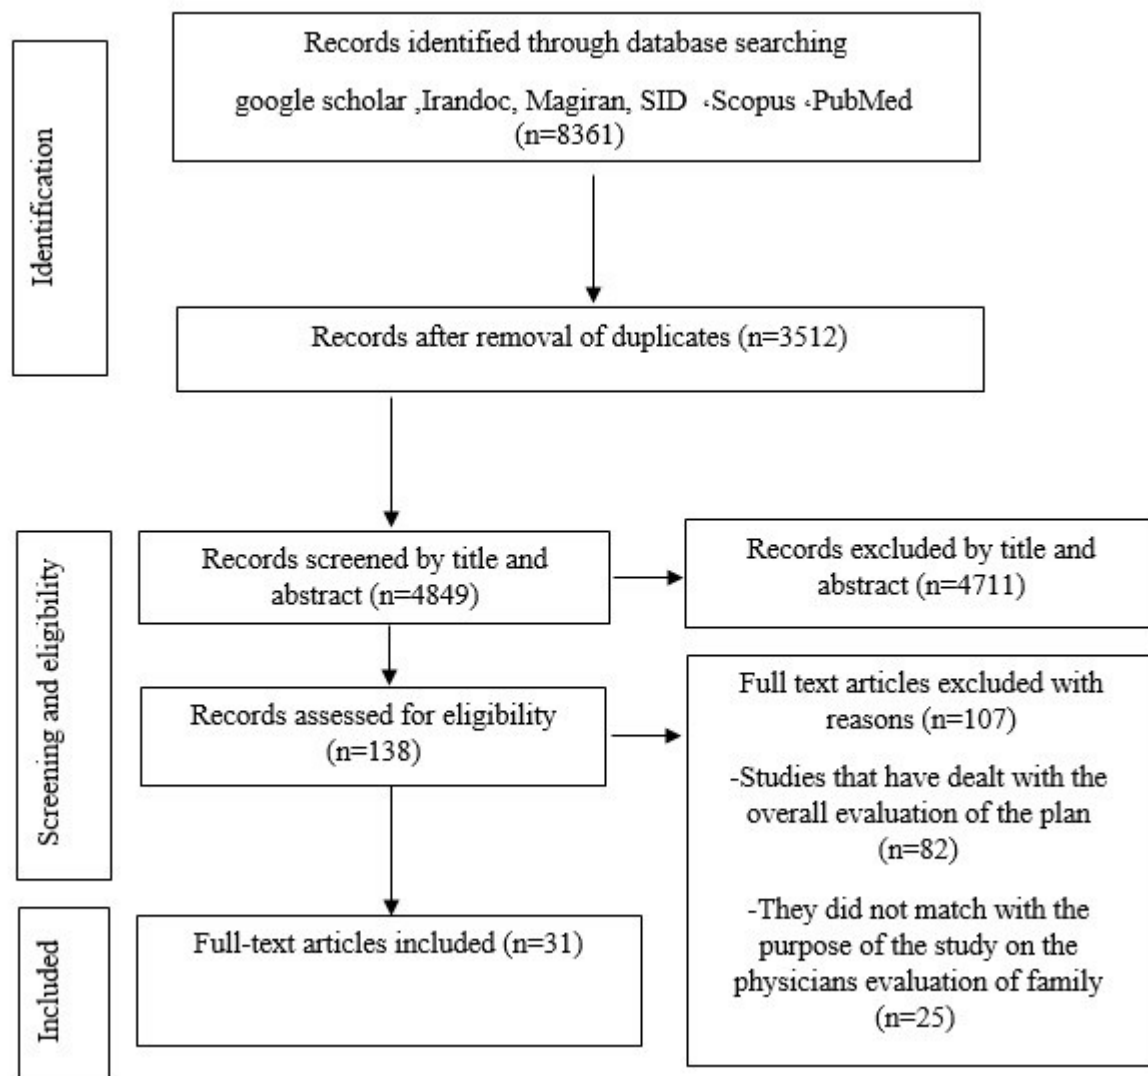 Identification
Records identified through database searching
google scholar ,Irandoc, Magiran, SID ،Scopus ،PubMed
(n=8361)
Records after removal of duplicates (n=3512)
Screening and eligibility
Records screened by title and
abstract (n=4849)
Records excluded by title and
abstract (n=4711)
Records assessed for eligibility
(n=138)
Full text articles excluded with
reasons (n=107)
-Studies that have dealt with the
overall evaluation of the plan
(n=82)
-They did not match with the
purpose of the study on the
physicians evaluation of family
(n=25)
Included
Full-text articles included (n=31)